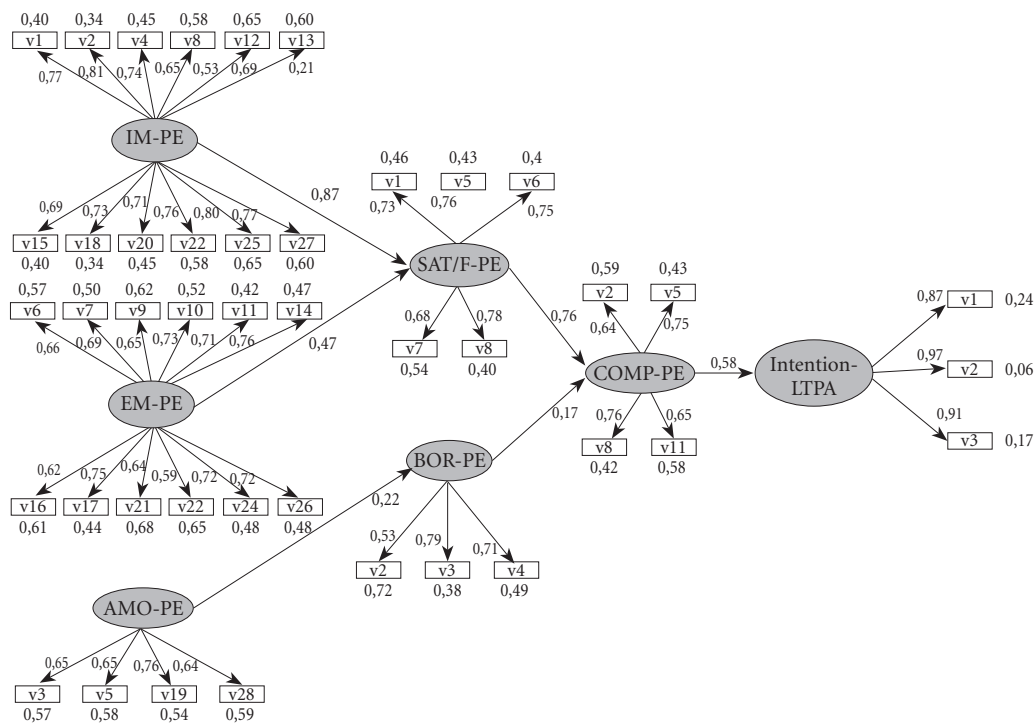 0,40 0,34 0,45 0,58 0,65 0,60
v1 v2 v4 v8 v12 v13
0,77 0,81 0,74 0,65 0,53 0,69 0,21
IM-PE
0,69 0,73 0,71 0,76 0,80 0,77
v15 v18 v20 v22 v25 v27
0,40 0,34 0,45 0,58 0,65 0,60
0,87
0,57 0,50 0,62 0,52 0,42 0,47
v6 v7 v9 v10 v11 v14
0,66 0,69 0,65 0,73 0,71 0,76
0,47
EM-PE
0,62 0,75 0,64 0,59 0,72 0,72
v16 v17 v21 v22 v24 v26
0,61 0,44 0,68 0,65 0,48 0,48
AMO-PE
0,65 0,65 0,76 0,64
v3 v5 v19 v28
0,57 0,58 0,54 0,59
0,22
0,46 0,43 0,4
v1 v5 v6
0,73 0,76 0,75
SAT/F-PE
0,68 0,78
v7 v8
0,54 0,40
0,76
BOR-PE
0,17
0,53 0,79 0,71
v2 v3 v4
0,72 0,38 0,49
0,59 0,43
v2 v5
0,64 0,75
COMP-PE
0,76 0,65
v8 v11
0,42 0,58
0,58
Intention-
LTPA
0,87 v1 0,24
0,97 v2 0,06
0,91 v3 0,17